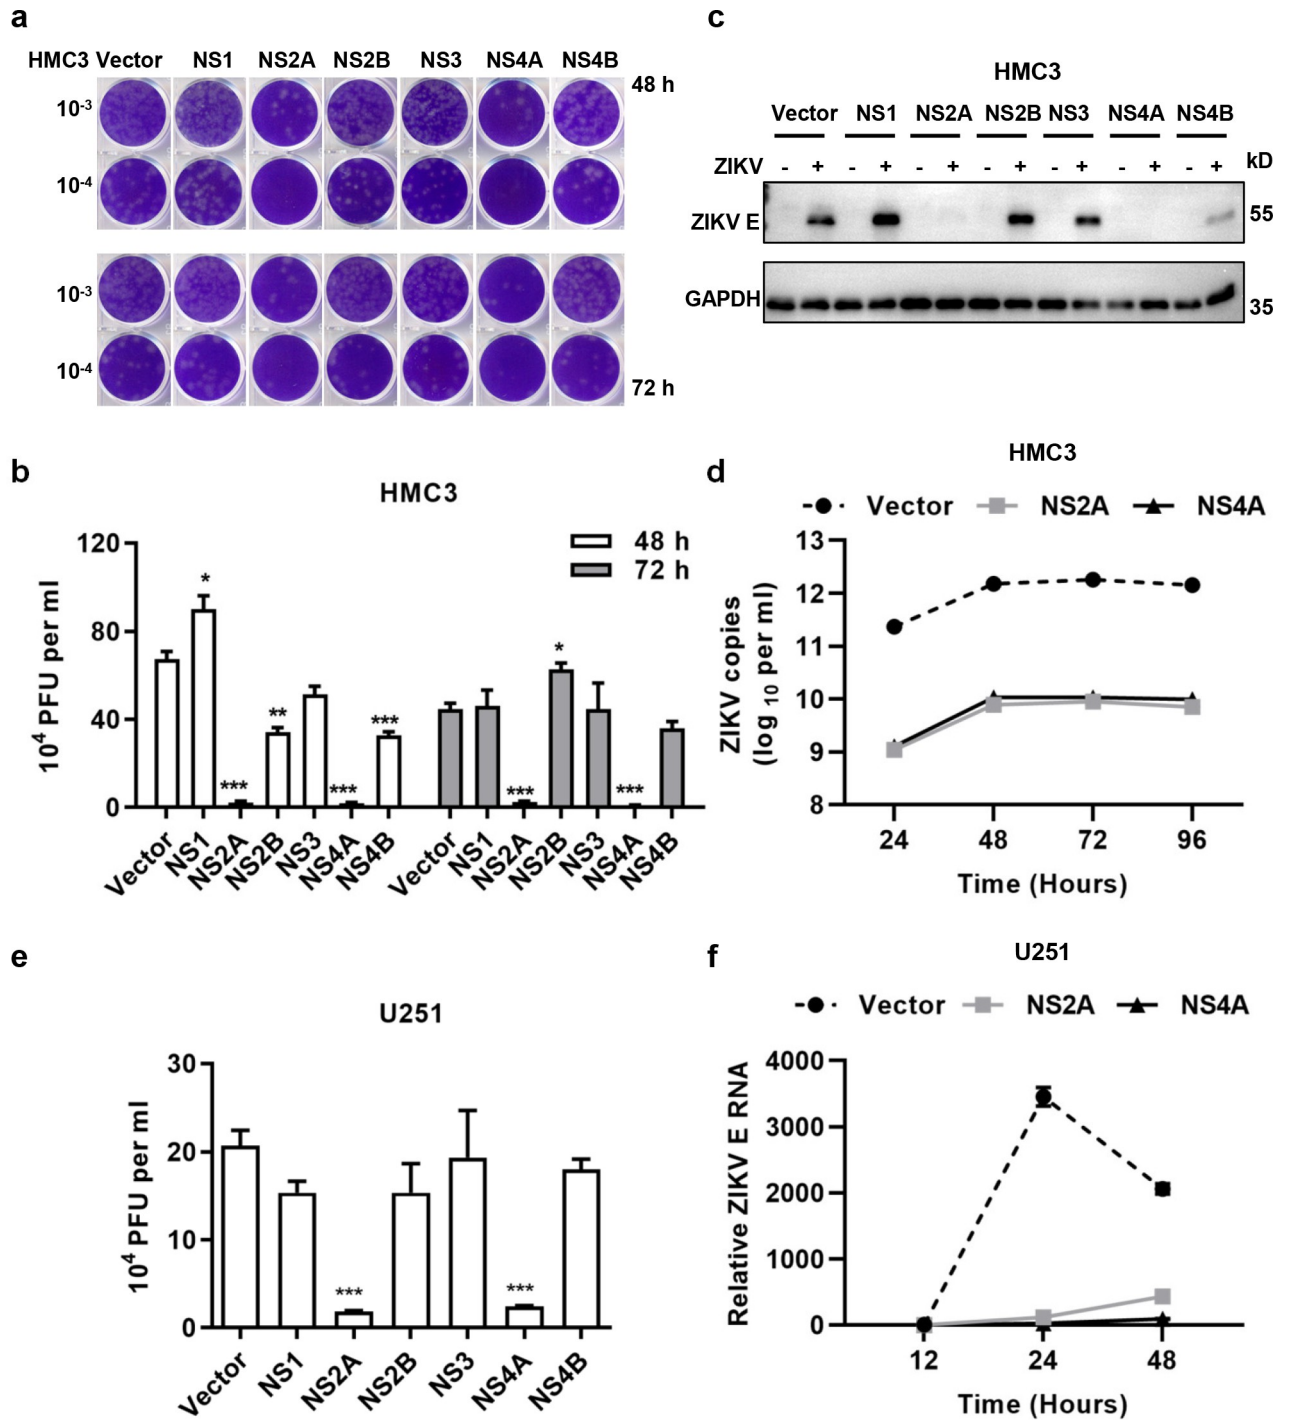 a
HMC3 Vector NS1 NS2A NS2B NS3 NS4A NS4B
48 h
10-3
10-4
10-3
10-4
72 h
c
HMC3
Vector NS1 NS2A NS2B NS3 NS4A NS4B
ZIKV - + - + - + - + - + - + - + kD
ZIKV E 55
GAPDH 35
b
HMC3
48 h
72 h
10⁴ PFU per ml
120
80
40
0
* *** ** *** *** *** * ***
Vector NS1 NS2A NS2B NS3 NS4A NS4B Vector NS1 NS2A NS2B NS3 NS4A NS4B
d
HMC3
Vector NS2A NS4A
ZIKV copies
(log 10 per ml)
13
12
11
10
9
8
24 48 72 96
Time (Hours)
e
U251
10⁴ PFU per ml
30
20
10
0
*** ***
Vector NS1 NS2A NS2B NS3 NS4A NS4B
f
U251
Vector NS2A NS4A
Relative ZIKV E RNA
4000
3000
2000
1000
0
12 24 48
Time (Hours)